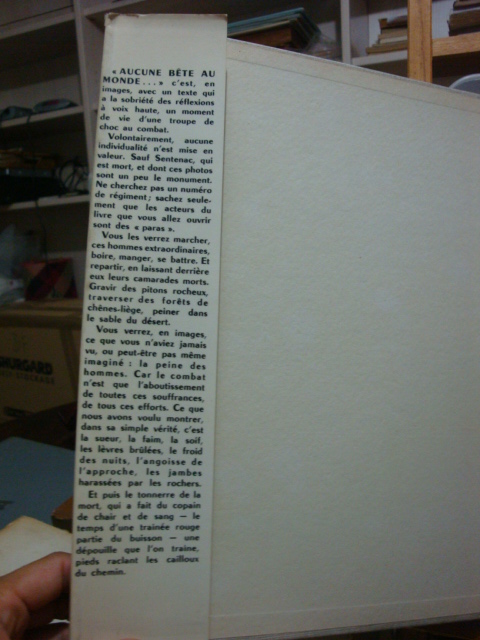 « AUCUNE BÊTE AU
MONDE... » c'est, en
images, avec un texte qui
a la sobriété des réflexions
à voix haute, un moment
de vie d'une troupe de
choc au combat.
Volontairement, aucune
individualité n'est mise en
valeur. Sauf Sentenac, qui
est mort, et dont ces photos
sont un peu le monument.
Ne cherchez pas un numéro
de régiment; sachez seule-
ment que les acteurs du
livre que vous allez ouvrir
sont des « paras ».
Vous les verrez marcher,
ces hommes extraordinaires,
boire, manger, se battre. Et
repartir, en laissant derrière
eux leurs camarades morts.
Gravir des pitons rocheux,
traverser des forêts de
chênes-liège, peiner dans
le sable du désert.
Vous verrez, en images,
ce que vous n'aviez jamais
vu, ou peut-être pas même
imaginé : la peine des
hommes. Car le combat
n'est que l'aboutissement
de toutes ces souffrances,
de tous ces efforts. Ce que
nous avons voulu montrer,
dans sa simple vérité, c'est
la sueur, la faim, la soif,
les lèvres brûlées, le froid
des nuits, l'angoisse de
l'approche, les jambes
harassées par les rochers.
Et puis le tonnerre de la
mort, qui a fait du copain
de chair et de sang — le
temps d'une traînée rouge
partie du buisson — une
dépouille que l'on traine,
pieds raclant les cailloux
du chemin.
SHURGARD